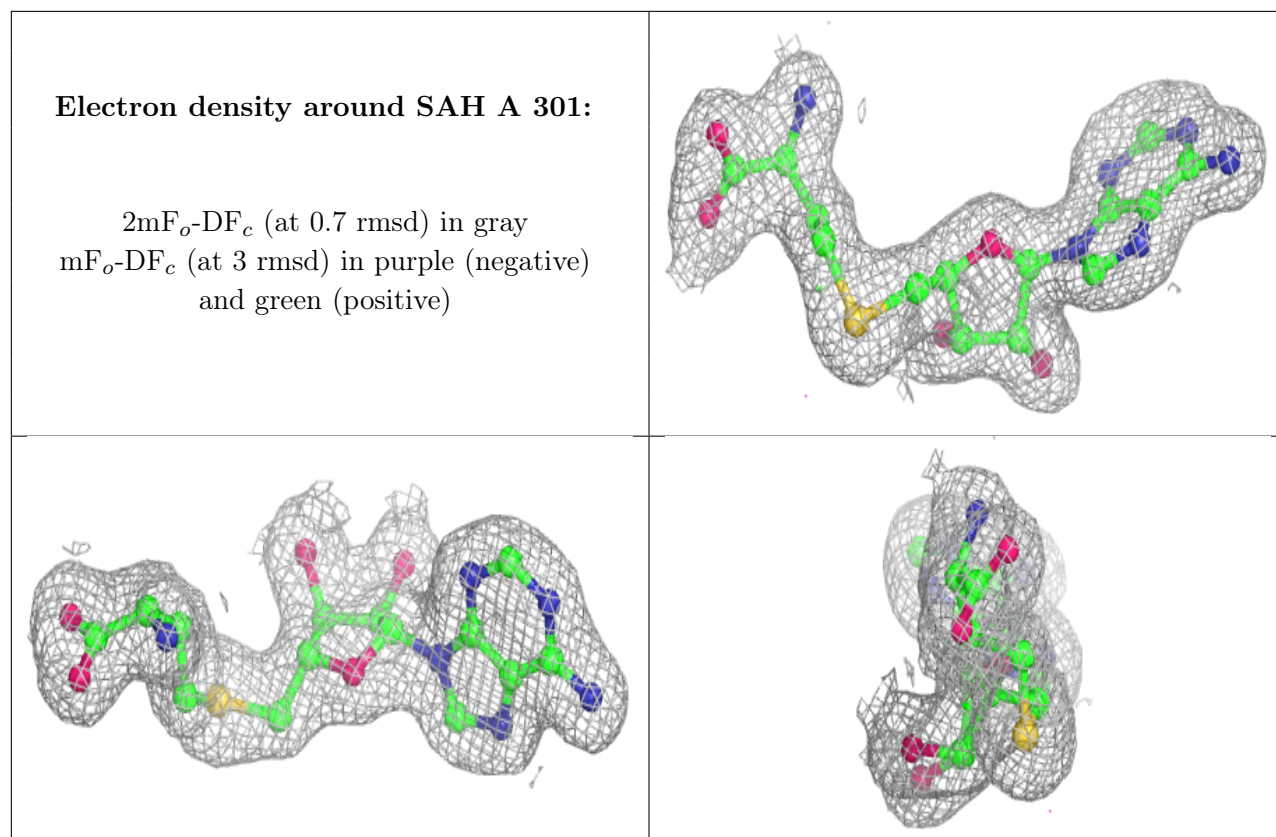 Electron density around SAH A 301:
2mFo-DFc (at 0.7 rmsd) in gray
mFo-DFc (at 3 rmsd) in purple (negative)
and green (positive)